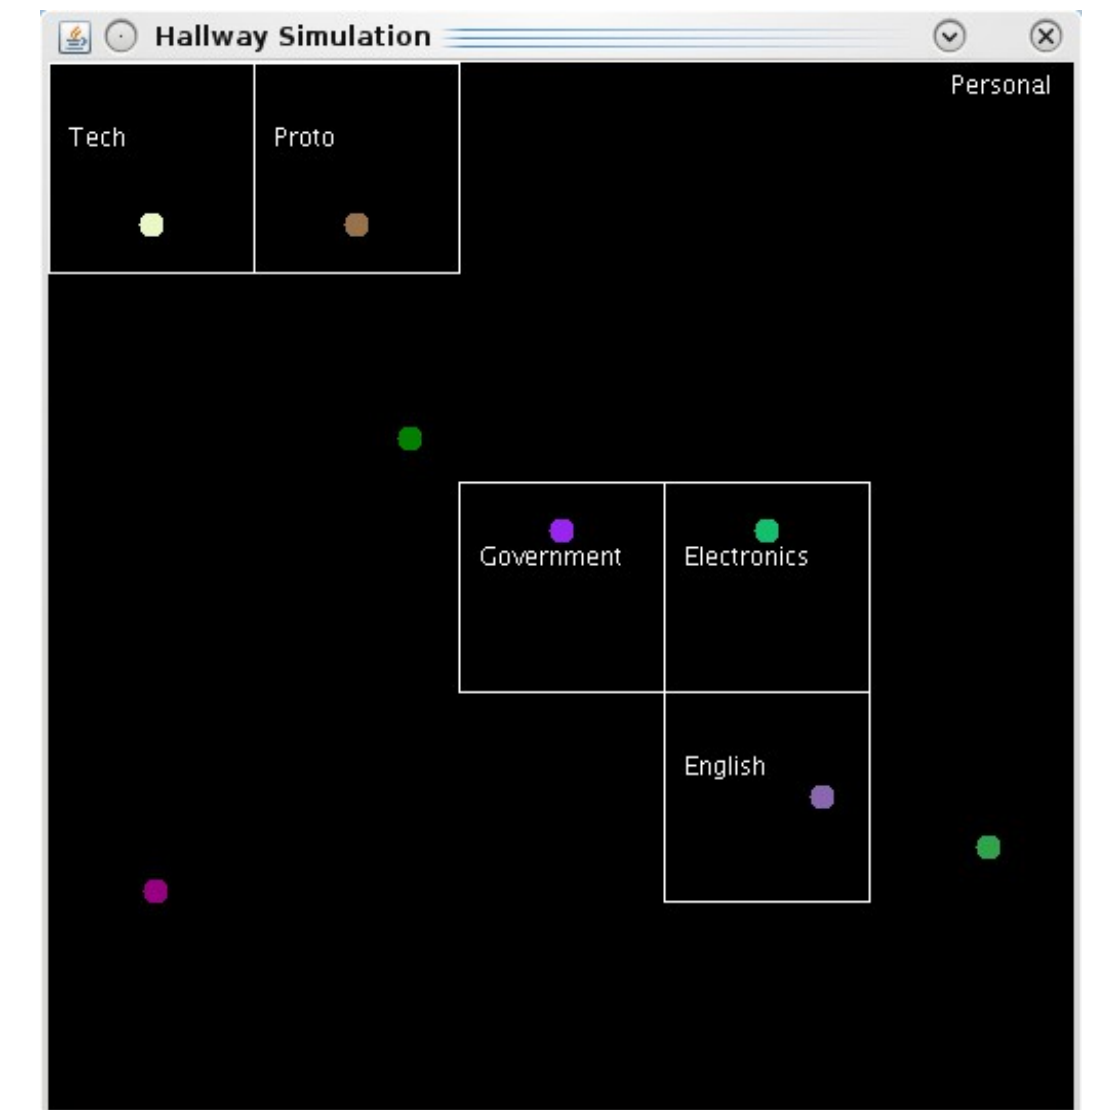 Hallway Simulation
Personal
Tech
Proto
Government
Electronics
English